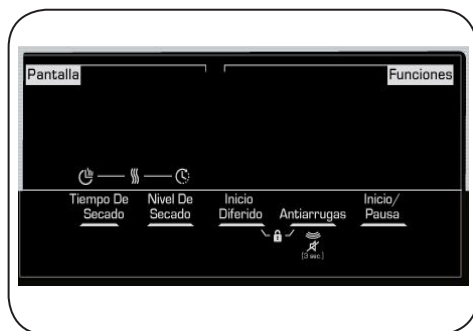 Pantalla Funciones
Tiempo De Nivel De Inicio Inicio/
Secado Secado Diferido Antiarrugas Pausa
(3 sec.)